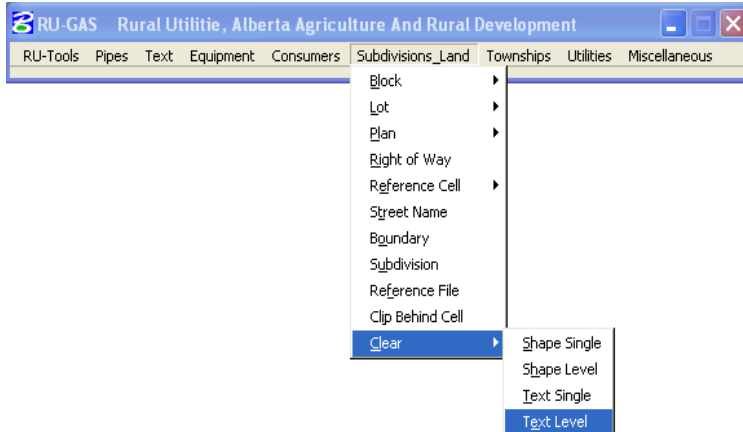 RU-GAS Rural Utilitie, Alberta Agriculture And Rural Development
RU-Tools Pipes Text Equipment Consumers Subdivisions_Land Townships Utilities Miscellaneous
Block
Lot
Plan
Right of Way
Reference Cell
Street Name
Boundary
Subdivision
Reference File
Clip Behind Cell
Clear
Shape Single
Shape Level
Text Single
Text Level